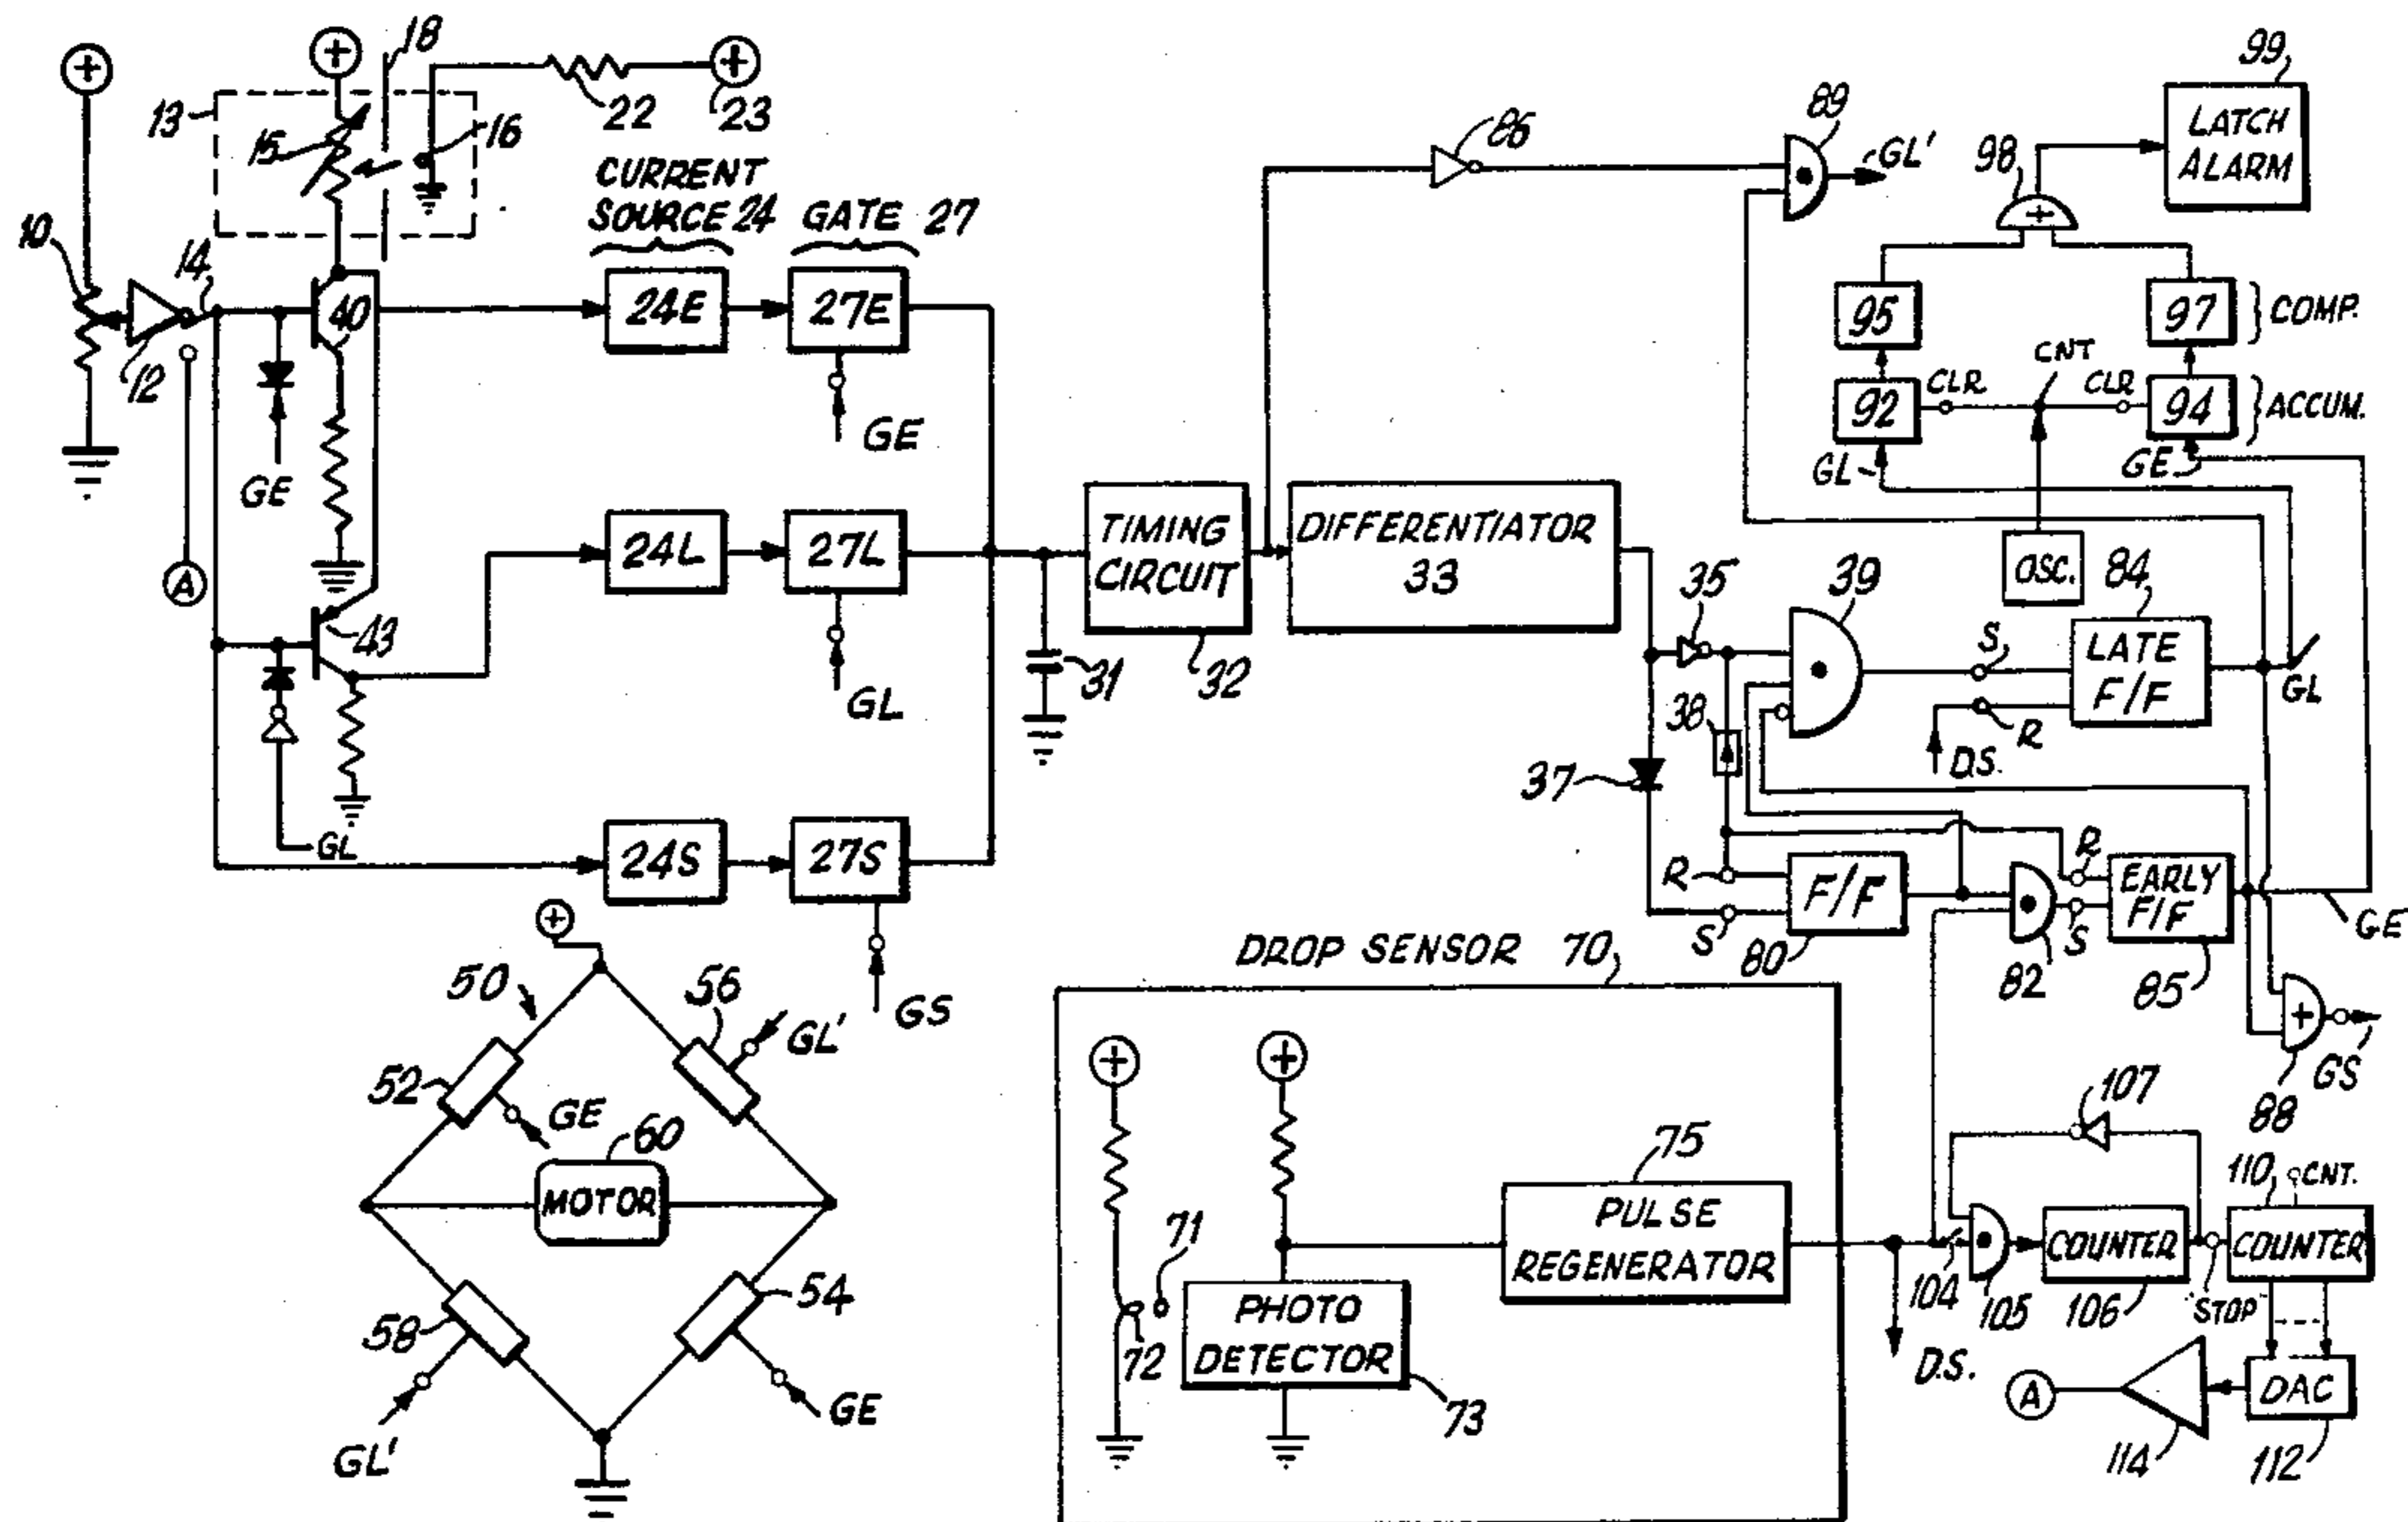 18
99
13
15
16
22
23
86
89
GL'
98
LATCH
ALARM
CURRENT
SOURCE 24
GATE 27
10
14
12
40
24E
27E
GE
GE
95
97
COMP.
CNT
CLR
CLR
92
94
ACCUM.
GL
GE
OSC.
A
43
24L
27L
GL
31
TIMING
CIRCUIT
32
DIFFERENTIATOR
33
35
39
84
S
LATE
F/F
GL
R
D.S.
38
37
GL
24S
27S
GS
R
S
F/F
80
82
R
S
EARLY
F/F
85
GE
88
GS
50
52
56
GL'
GE
60
MOTOR
58
54
GL'
GE
DROP SENSOR 70
71
72
PHOTO
DETECTOR
73
75
PULSE
REGENERATOR
D.S.
104
105
107
COUNTER
106
"STOP"
110
CNT.
COUNTER
A
114
DAC
112